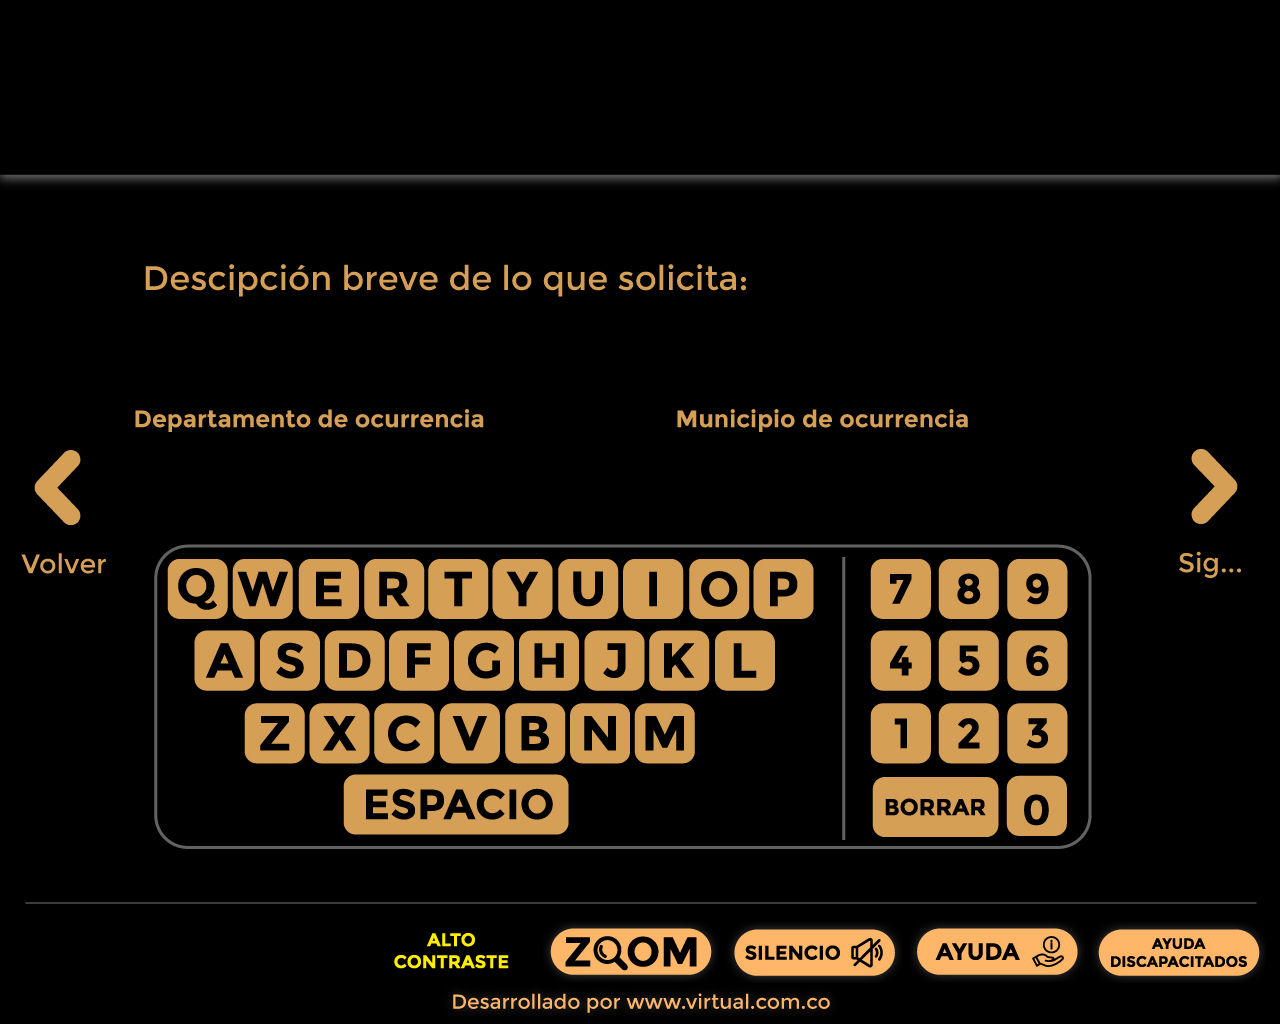 Descipción breve de lo que solicita:
Departamento de ocurrencia
Municipio de ocurrencia
Volver
Sig...
Q W E R T Y U I O P
7 8 9
A S D F G H J K L
4 5 6
Z X C V B N M
1 2 3
ESPACIO
BORRAR 0
ALTO
CONTRASTE
ZOOM
SILENCIO
AYUDA
AYUDA
DISCAPACITADOS
Desarrollado por www.virtual.com.co